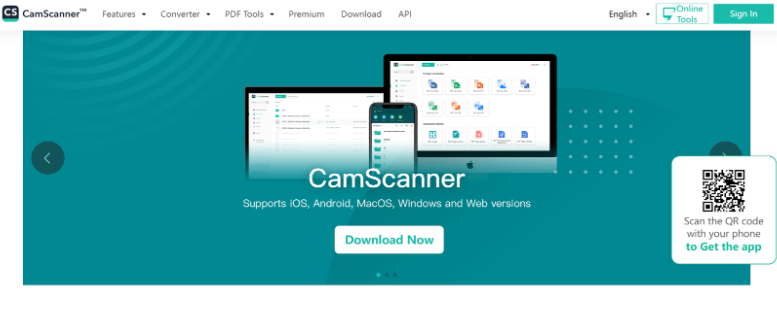 CS CamScanner™ Features Converter PDF Tools Premium Download API English Online Tools Sign In
CamScanner
Supports iOS, Android, MacOS, Windows and Web versions
Download Now
Scan the QR code
with your phone
to Get the app